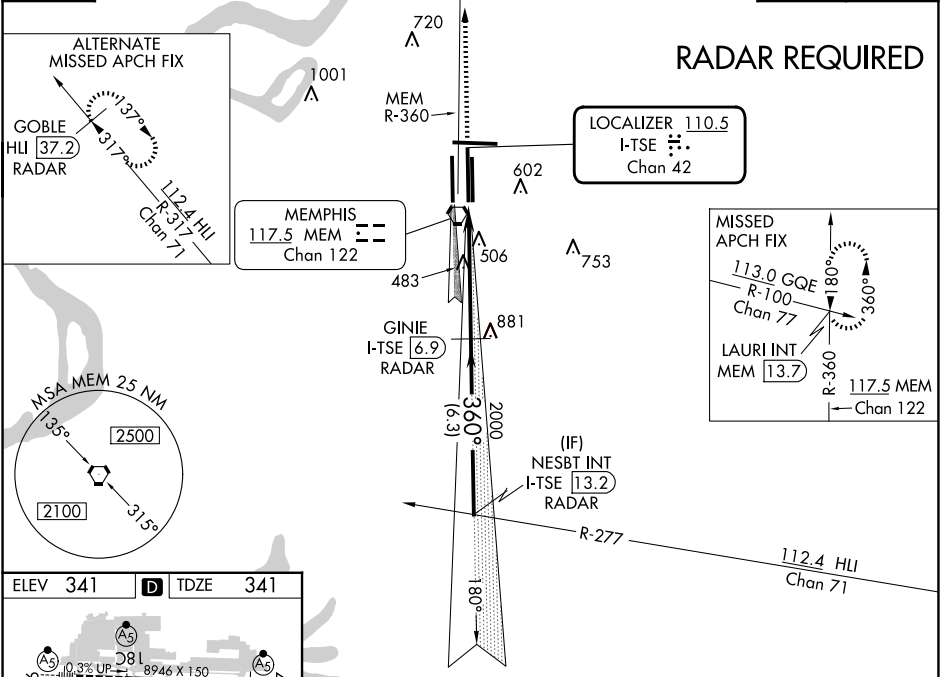 RADAR REQUIRED
ALTERNATE
MISSED APCH FIX
137°
317°
GOBLE
HLI 37.2
RADAR
112.4 HLI
R-317
Chan 71
720
1001
MEM
R-360
LOCALIZER 110.5
I-TSE
Chan 42
602
MEMPHIS
117.5 MEM
Chan 122
506
753
483
881
GINIE
I-TSE 6.9
RADAR
MISSED
APCH FIX
180°
360°
113.0 GQE
R-100
Chan 77
LAURI INT
MEM 13.7
R-360
117.5 MEM
Chan 122
MSA MEM 25 NM
135°
2500
2100
315°
360°
(6.3)
2000
(IF)
NESBT INT
I-TSE 13.2
RADAR
R-277
112.4 HLI
Chan 71
180°
ELEV 341
D
TDZE 341
A5
A5
18C
A5
0.3% UP
8946 X 150